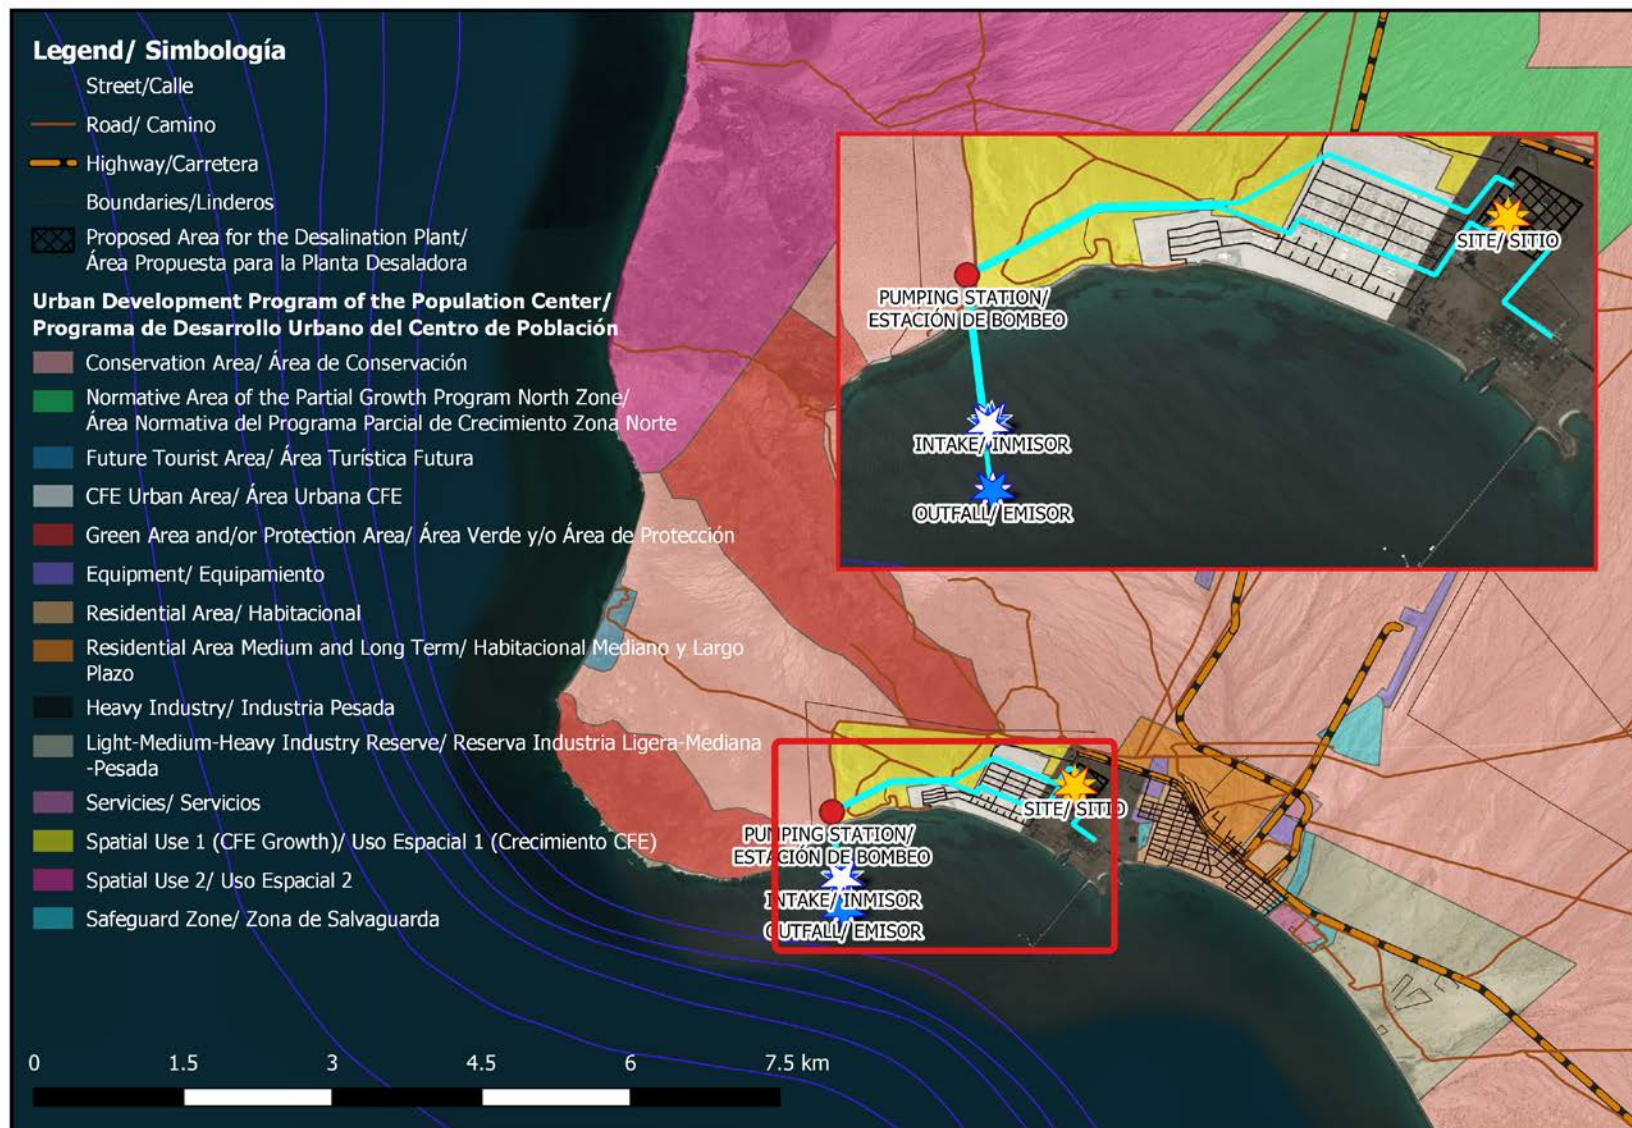 Legend/ Simbología
Street/Calle
Road/ Camino
Highway/Carretera
Boundaries/Linderos
Proposed Area for the Desalination Plant/
Área Propuesta para la Planta Desaladora
Urban Development Program of the Population Center/
Programa de Desarrollo Urbano del Centro de Población
Conservation Area/ Área de Conservación
Normative Area of the Partial Growth Program North Zone/
Área Normativa del Programa Parcial de Crecimiento Zona Norte
Future Tourist Area/ Área Turística Futura
CFE Urban Area/ Área Urbana CFE
Green Area and/or Protection Area/ Área Verde y/o Área de Protección
Equipment/ Equipamiento
Residential Area/ Habitacional
Residential Area Medium and Long Term/ Habitacional Mediano y Largo
Plazo
Heavy Industry/ Industria Pesada
Light-Medium-Heavy Industry Reserve/ Reserva Industria Ligera-Mediana
-Pesada
Servicies/ Servicios
Spatial Use 1 (CFE Growth)/ Uso Espacial 1 (Crecimiento CFE)
Spatial Use 2/ Uso Espacial 2
Safeguard Zone/ Zona de Salvaguarda
0 1.5 3 4.5 6 7.5 km
SITE/ SITIO
PUMPING STATION/
ESTACIÓN DE BOMBEO
INTAKE/ INMISOR
OUTFALL/ EMISOR
SITE/ SITIO
PUMPING STATION/
ESTACIÓN DE BOMBEO
INTAKE/ INMISOR
OUTFALL/ EMISOR